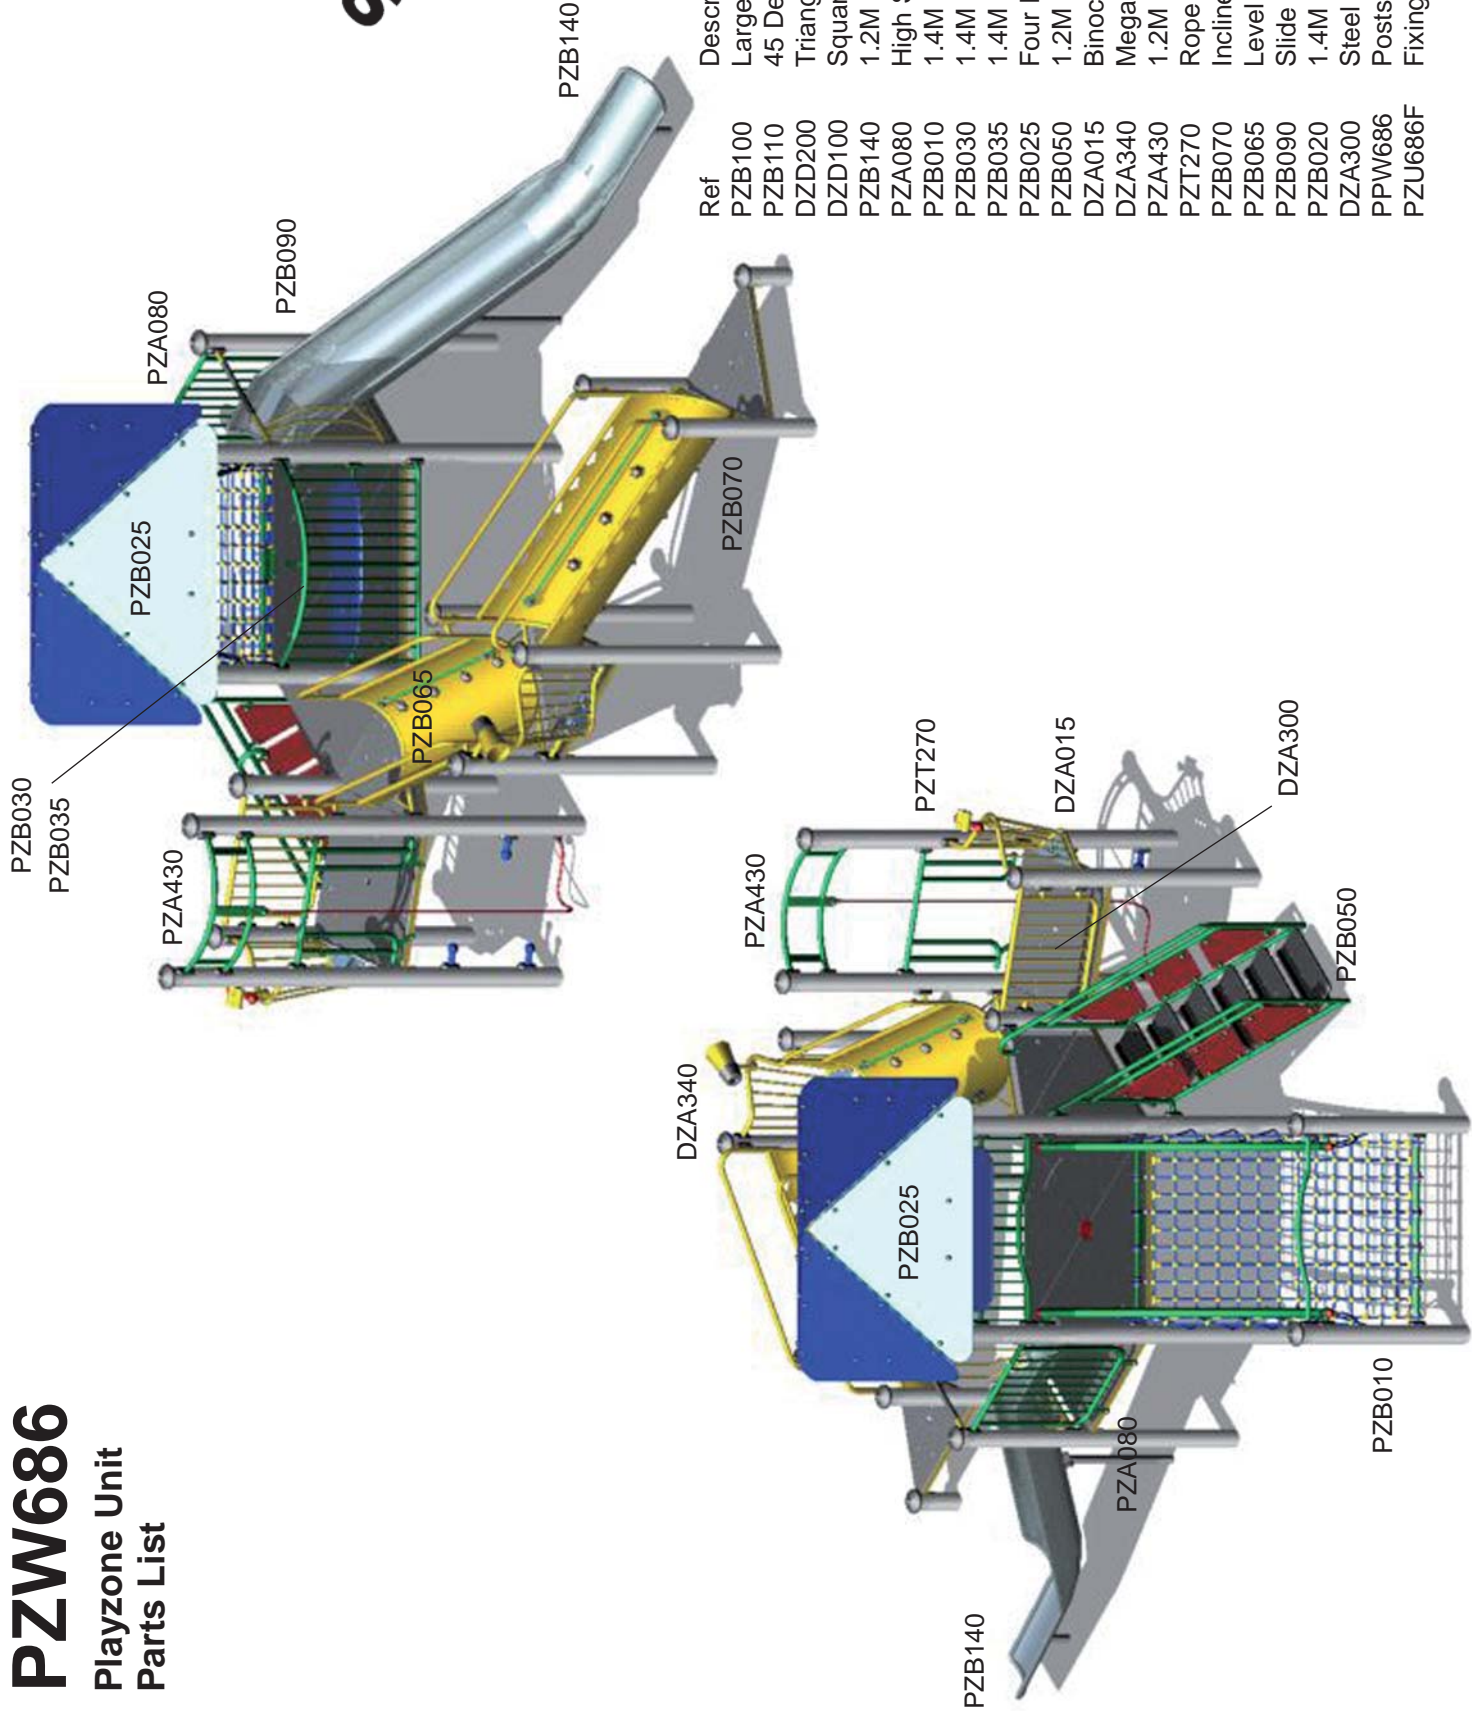 PZW686
Playzone Unit
Parts List
PZB030
PZB035
PZA430
PZA080
PZB090
PZB140
PZB025
PZB065
PZB070
PZB140
DZA340
PZA430
PZT270
DZA015
DZA300
PZB025
PZB050
PZA080
PZB010
Ref Descr
PZB100 Large
PZB110 45 De
DZD200 Triang
DZD100 Squar
PZB140 1.2M
PZA080 High S
PZB010 1.4M
PZB030 1.4M
PZB035 1.4M
PZB025 Four
PZB050 1.2M
DZA015 Binoc
DZA340 Mega
PZA430 1.2M
PZT270 Rope
PZB070 Incline
PZB065 Level
PZB090 Slide
PZB020 1.4M
DZA300 Steel
PPW686 Posts
PZU686F Fixing